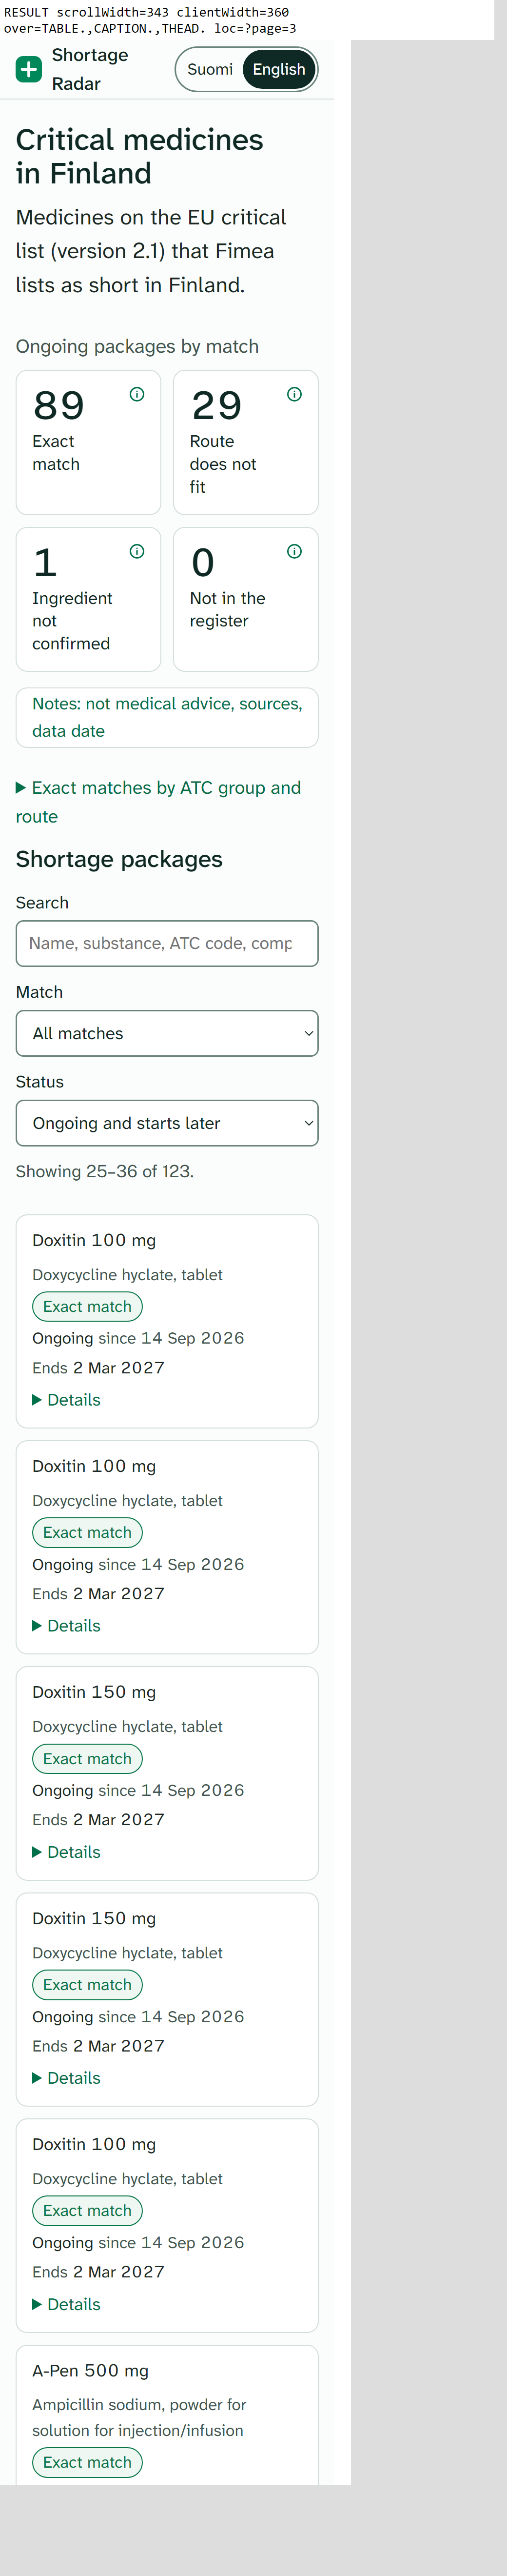 RESULT scrollWidth=343 clientWidth=360
over=TABLE.,CAPTION.,THEAD. loc=?page=3
Shortage
Radar
Suomi
English
Critical medicines
in Finland
Medicines on the EU critical
list (version 2.1) that Fimea
lists as short in Finland.
Ongoing packages by match
89
Exact
match
29
Route
does not
fit
1
Ingredient
not
confirmed
0
Not in the
register
Notes: not medical advice, sources,
data date
Exact matches by ATC group and
route
Shortage packages
Search
Name, substance, ATC code, comp
Match
All matches
Status
Ongoing and starts later
Showing 25–36 of 123.
Doxitin 100 mg
Doxycycline hyclate, tablet
Exact match
Ongoing since 14 Sep 2026
Ends 2 Mar 2027
Details
Doxitin 100 mg
Doxycycline hyclate, tablet
Exact match
Ongoing since 14 Sep 2026
Ends 2 Mar 2027
Details
Doxitin 150 mg
Doxycycline hyclate, tablet
Exact match
Ongoing since 14 Sep 2026
Ends 2 Mar 2027
Details
Doxitin 150 mg
Doxycycline hyclate, tablet
Exact match
Ongoing since 14 Sep 2026
Ends 2 Mar 2027
Details
Doxitin 100 mg
Doxycycline hyclate, tablet
Exact match
Ongoing since 14 Sep 2026
Ends 2 Mar 2027
Details
A-Pen 500 mg
Ampicillin sodium, powder for
solution for injection/infusion
Exact match